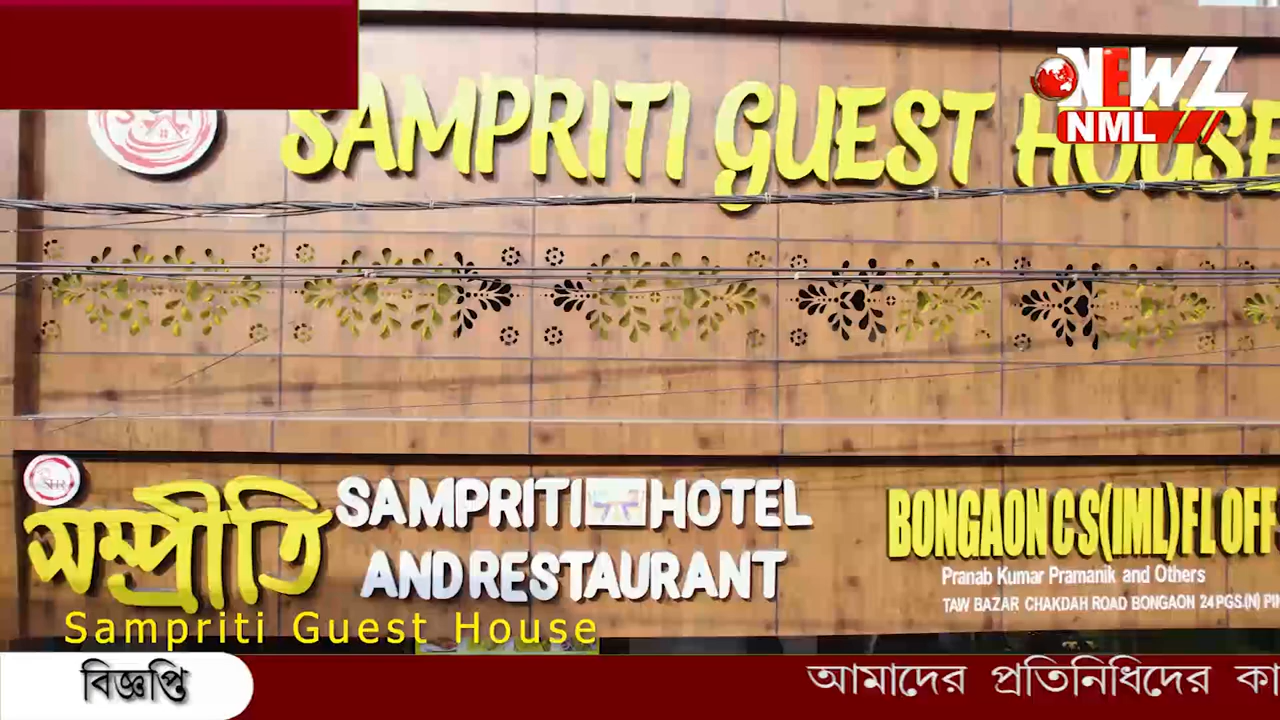 SAMPRITI GUEST HOUSE
NEWZ
NML
SHR
সম্প্রীতি
SAMPRITI HOTEL
AND RESTAURANT
BONGAON C S (IML) FL OFF
Pranab Kumar Pramanik and Others
TAW BAZAR CHAKDAH ROAD BONGAON 24 PGS.(N) PIN
Sampriti Guest House
বিজ্ঞপ্তি
আমাদের প্রতিনিধিদের কা